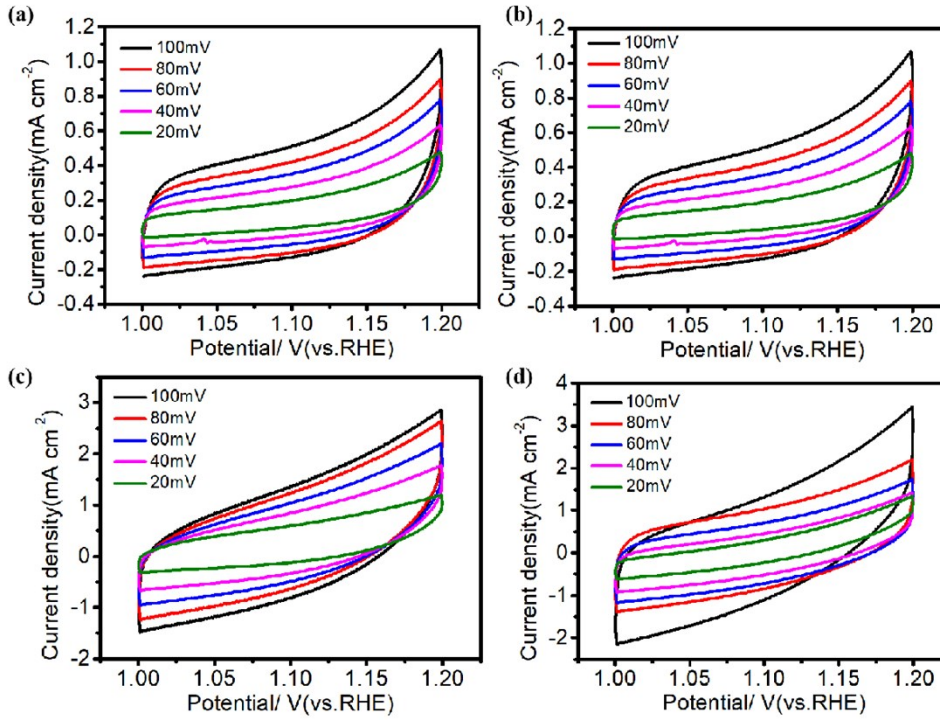 (a)
100mV
80mV
60mV
40mV
20mV
1.2
1.0
0.8
0.6
0.4
0.2
0.0
-0.2
-0.4
Current density(mA cm⁻²)
1.00 1.05 1.10 1.15 1.20
Potential/ V(vs.RHE)
(b)
100mV
80mV
60mV
40mV
20mV
1.2
1.0
0.8
0.6
0.4
0.2
0.0
-0.2
-0.4
Current density(mA cm⁻²)
1.00 1.05 1.10 1.15 1.20
Potential/ V(vs.RHE)
(c)
100mV
80mV
60mV
40mV
20mV
3
2
1
0
-1
-2
Current density(mA cm⁻²)
1.00 1.05 1.10 1.15 1.20
Potential/ V(vs.RHE)
(d)
100mV
80mV
60mV
40mV
20mV
4
3
2
1
0
-1
-2
Current density(mA cm⁻²)
1.00 1.05 1.10 1.15 1.20
Potential/ V(vs.RHE)